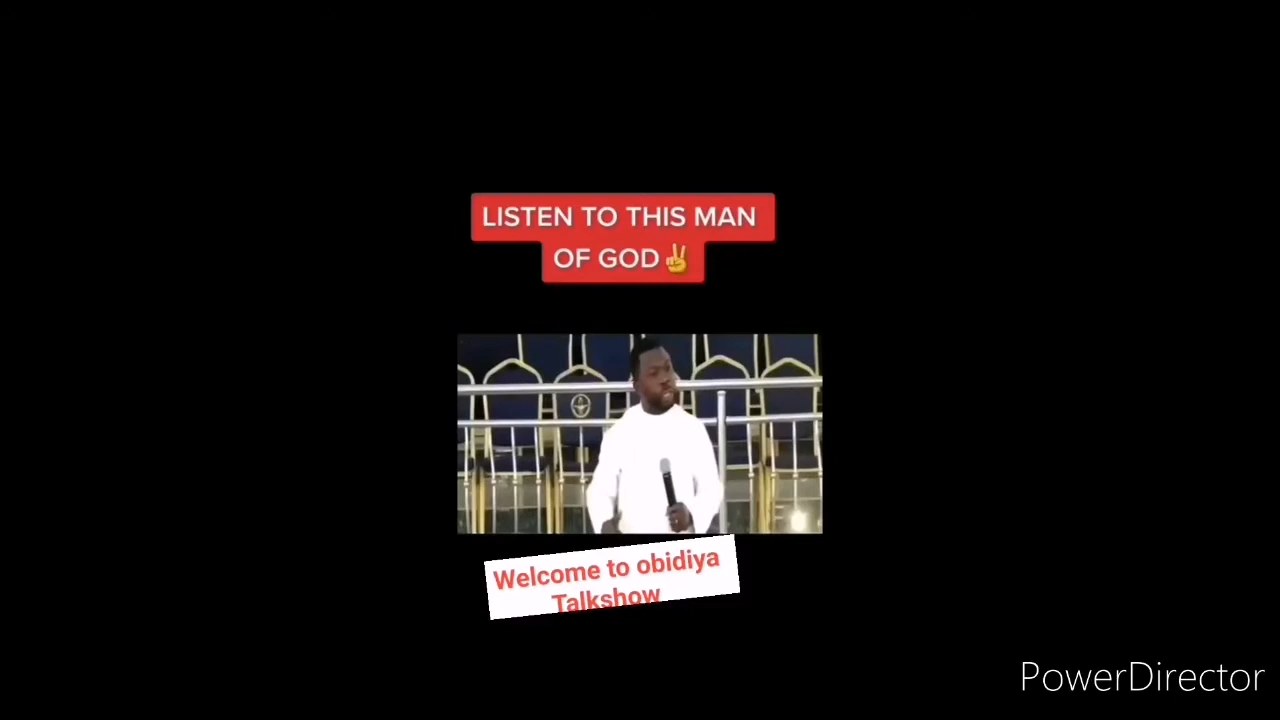 LISTEN TO THIS MAN
OF GOD✌️
Welcome to obidiya
Talkshow
PowerDirector